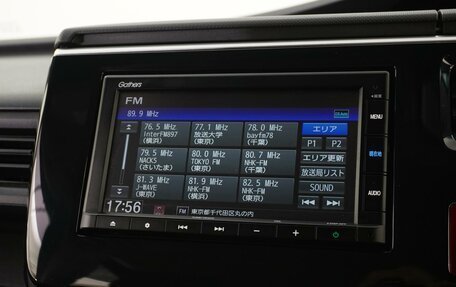 Gathers
FM
89.9 MHz
76.5 MHz
InterFM897
(横浜)
77.1 MHz
放送大学
(東京)
78.0 MHz
bayfm78
(千葉)
エリア
P1
P2
79.5 MHz
NACK5
(さいたま)
80.0 MHz
TOKYO FM
(東京)
80.7 MHz
NHK-FM
(千葉)
エリア更新
放送局リスト
81.3 MHz
J-WAVE
(東京)
81.9 MHz
NHK-FM
(横浜)
82.5 MHz
NHK-FM
(東京)
SOUND
17:56
FM
東京都千代田区丸の内
MENU
現在地
AUDIO